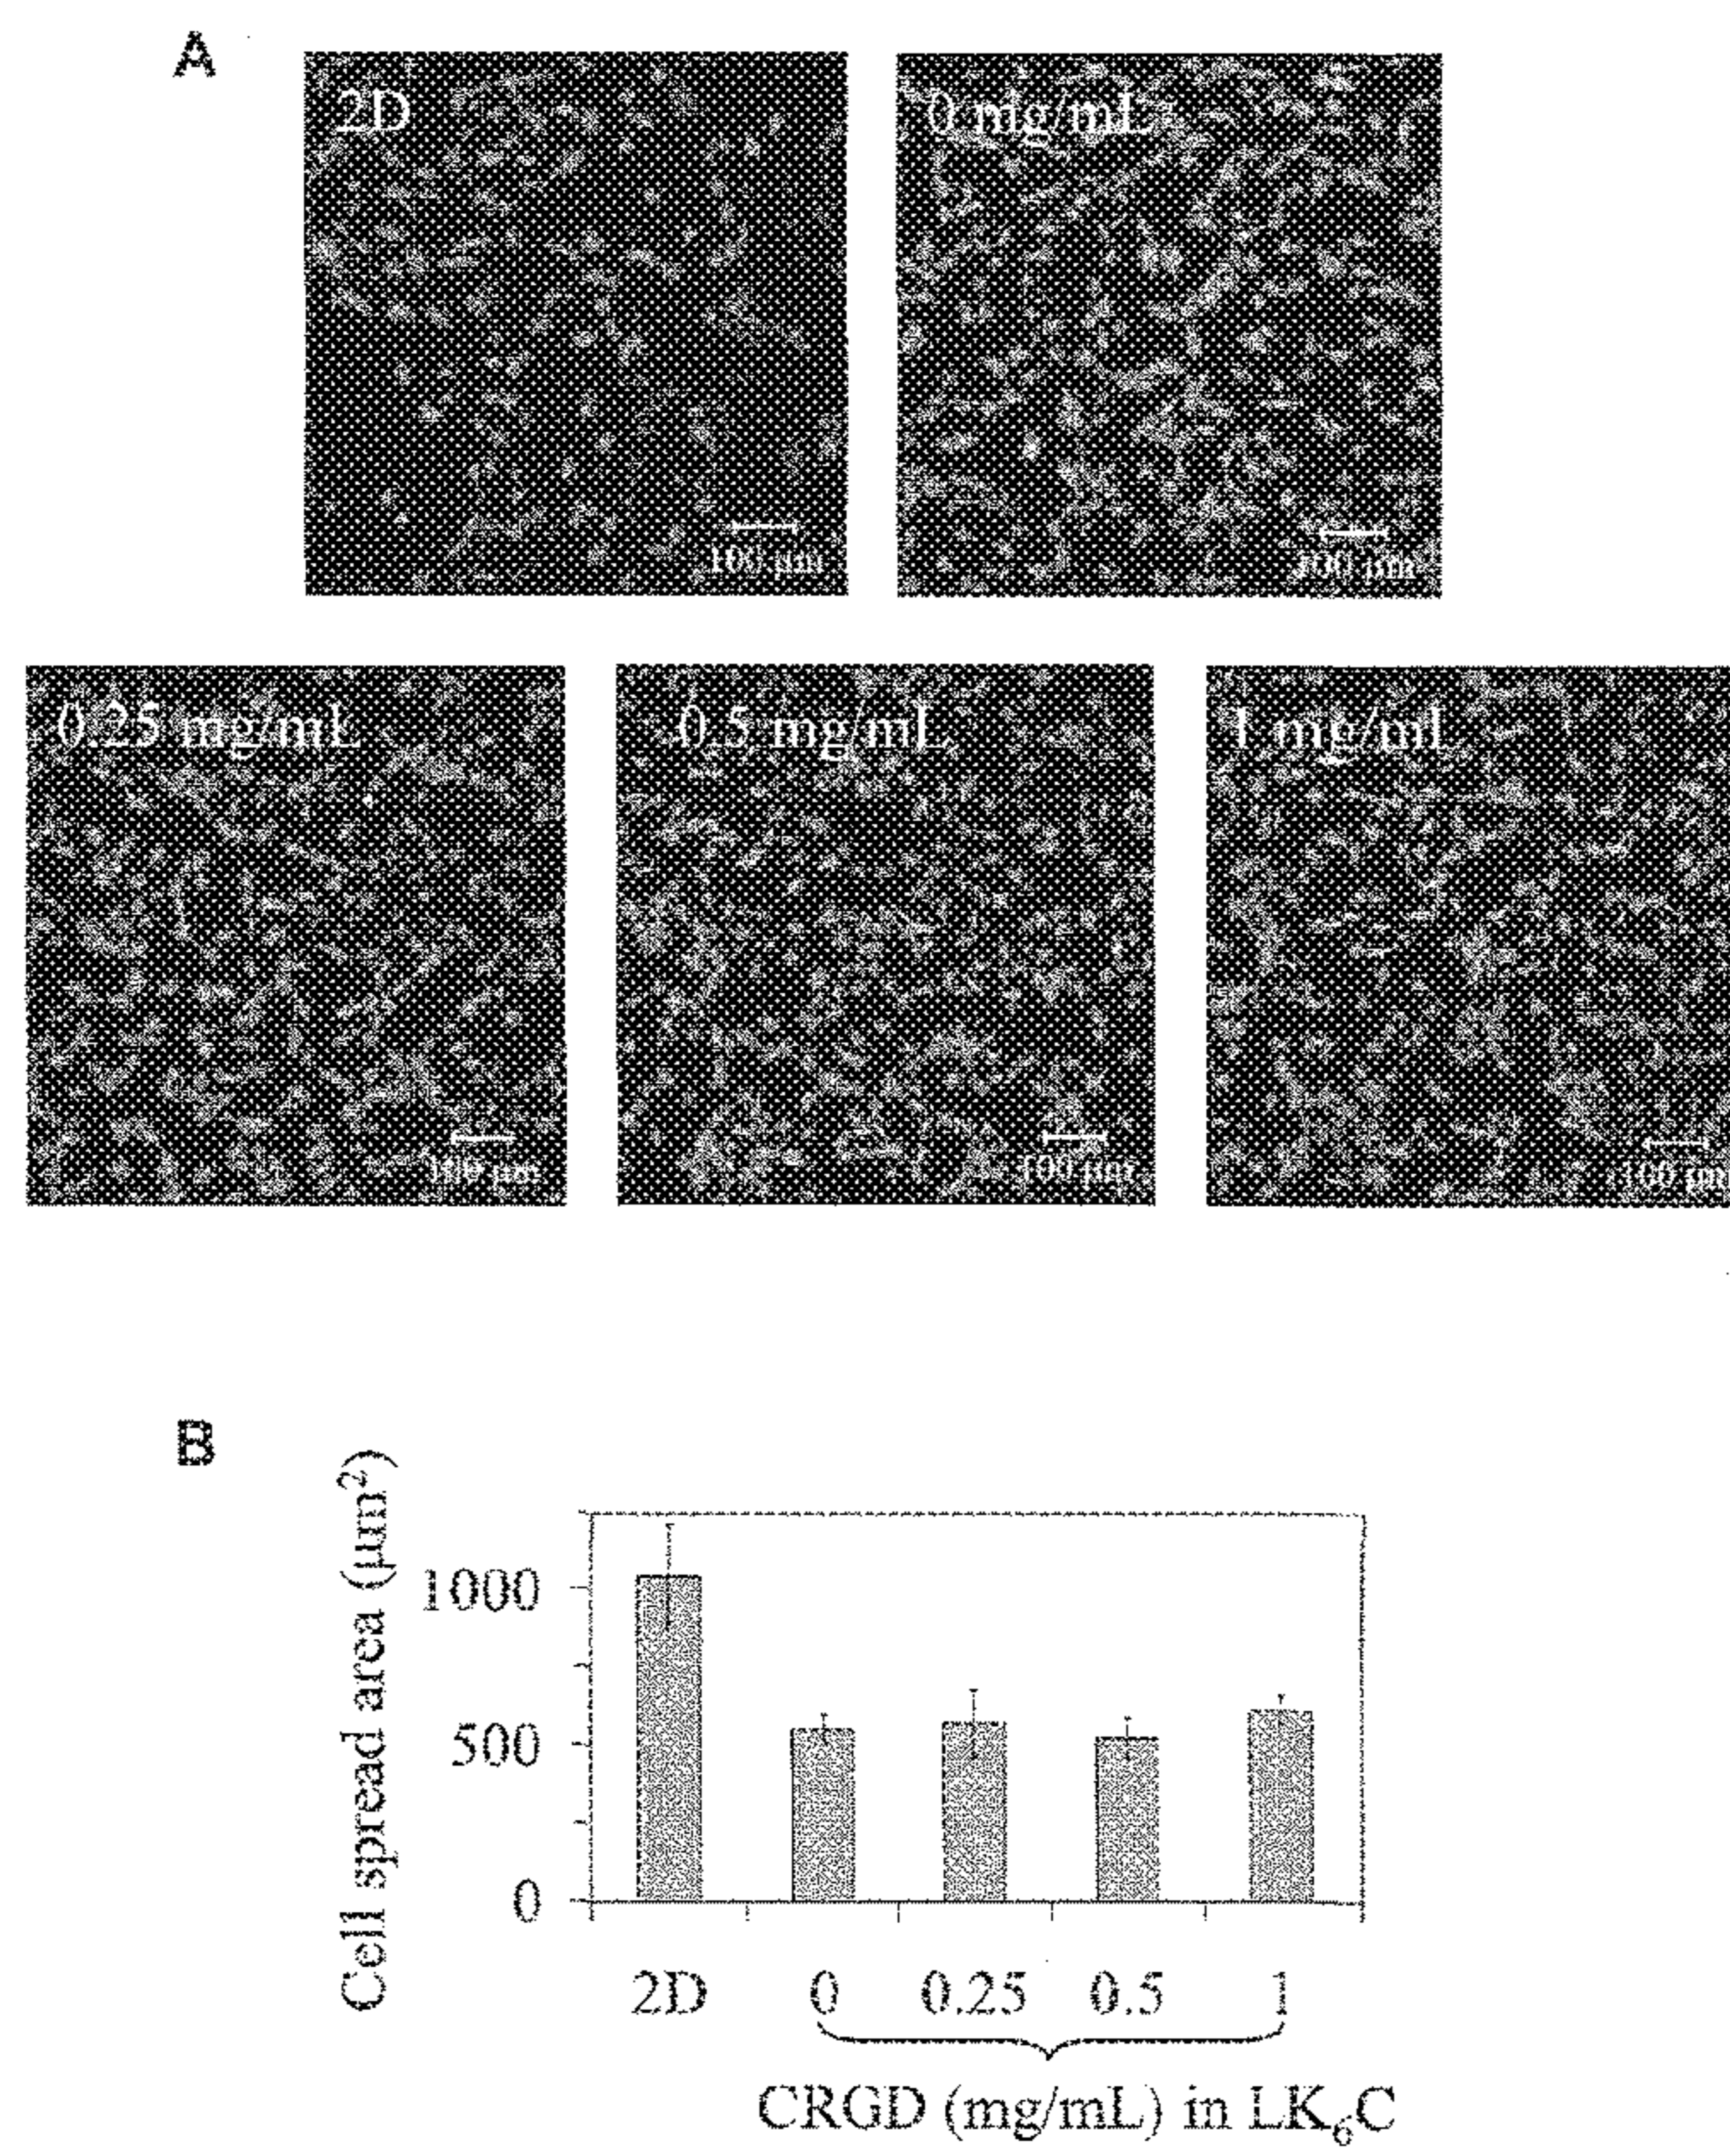 A
2D
100 μm
0 mg/mL
100 μm
0.25 mg/mL
100 μm
0.5 mg/mL
100 μm
1 mg/mL
100 μm
B
Cell spread area (μm²)
1000
500
0
2D 0 0.25 0.5 1
CRGD (mg/mL) in LK₆C